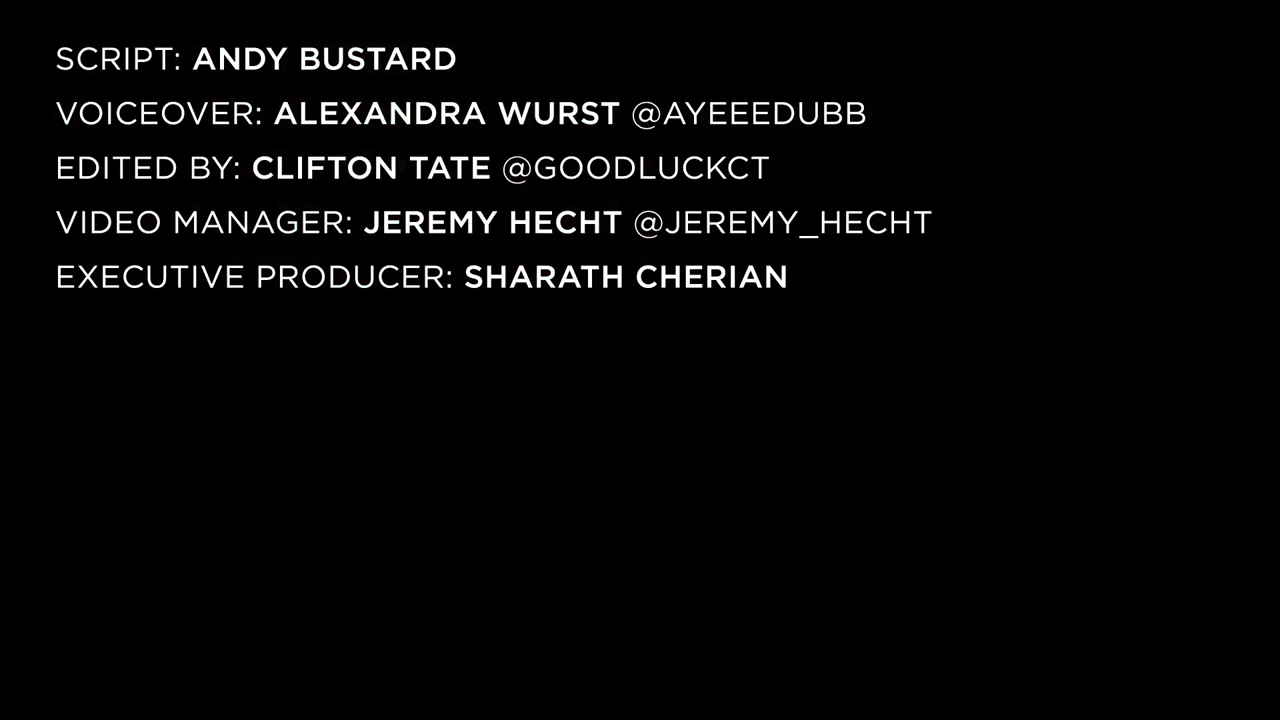 SCRIPT: ANDY BUSTARD
VOICEOVER: ALEXANDRA WURST @AYEEEDUBB
EDITED BY: CLIFTON TATE @GOODLUCKCT
VIDEO MANAGER: JEREMY HECHT @JEREMY_HECHT
EXECUTIVE PRODUCER: SHARATH CHERIAN